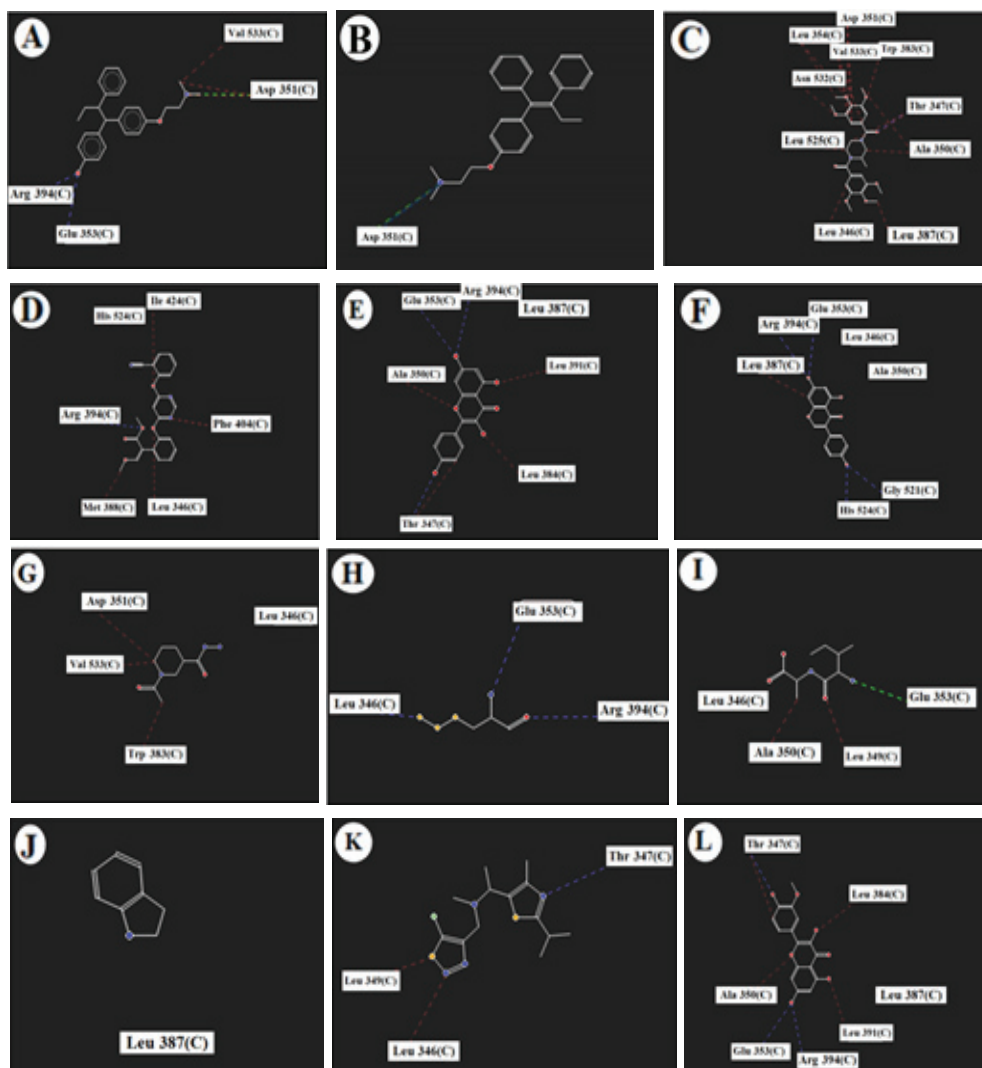 A
Val 533(C)
Asp 351(C)
Arg 394(C)
Glu 353(C)
B
Asp 351(C)
C
Asp 351(C)
Leu 354(C)
Val 533(C)
Trp 383(C)
Asn 532(C)
Thr 347(C)
Leu 525(C)
Ala 350(C)
Leu 346(C)
Leu 387(C)
D
Ile 424(C)
His 524(C)
Arg 394(C)
Phe 404(C)
Met 388(C)
Leu 346(C)
E
Glu 353(C)
Arg 394(C)
Leu 387(C)
Ala 350(C)
Leu 391(C)
Leu 384(C)
Thr 347(C)
F
Glu 353(C)
Arg 394(C)
Leu 346(C)
Leu 387(C)
Ala 350(C)
Gly 521(C)
His 524(C)
G
Asp 351(C)
Leu 346(C)
Val 533(C)
Trp 383(C)
H
Glu 353(C)
Leu 346(C)
Arg 394(C)
I
Leu 346(C)
Glu 353(C)
Ala 350(C)
Leu 349(C)
J
Leu 387(C)
K
Thr 347(C)
Leu 349(C)
Leu 346(C)
L
Thr 347(C)
Leu 384(C)
Ala 350(C)
Leu 387(C)
Leu 391(C)
Glu 353(C)
Arg 394(C)